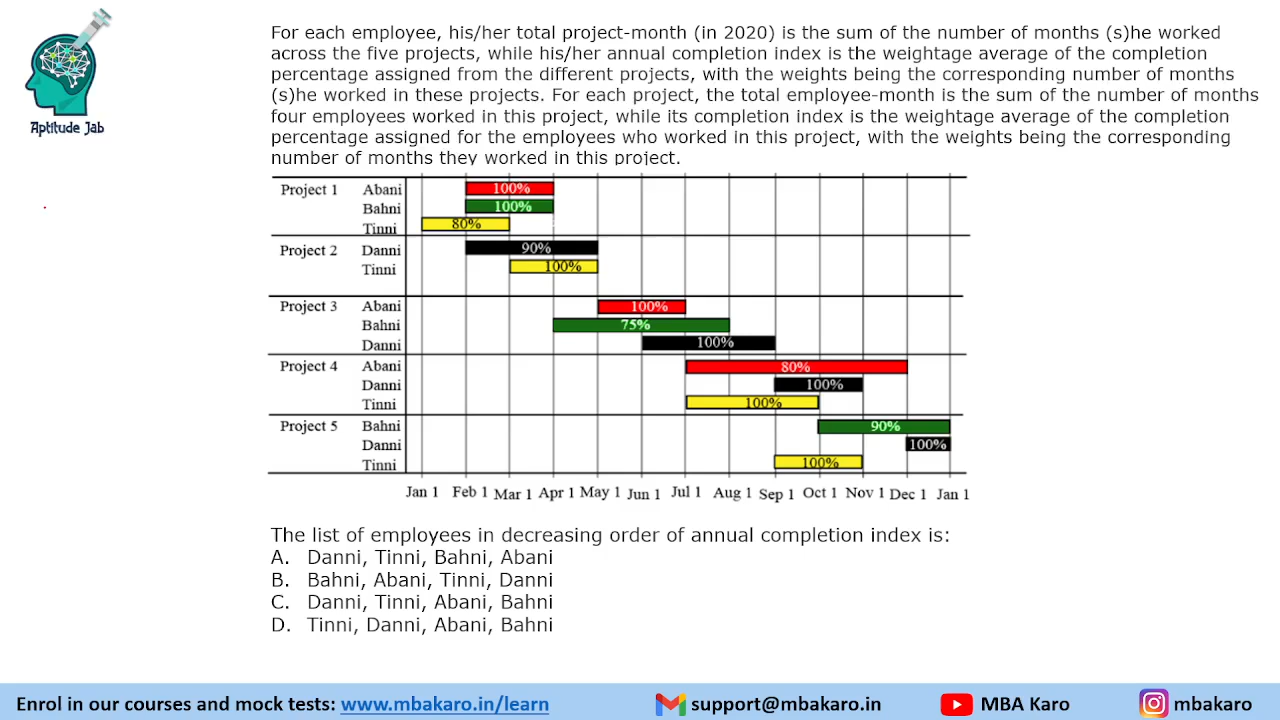 For each employee, his/her total project-month (in 2020) is the sum of the number of months (s)he worked
across the five projects, while his/her annual completion index is the weightage average of the completion
percentage assigned from the different projects, with the weights being the corresponding number of months
(s)he worked in these projects. For each project, the total employee-month is the sum of the number of months
four employees worked in this project, while its completion index is the weightage average of the completion
percentage assigned for the employees who worked in this project, with the weights being the corresponding
number of months they worked in this project.
Aptitude Jab
Project 1 Abani 100%
Bahni 100%
Tinni 80%
Project 2 Danni 90%
Tinni 100%
Project 3 Abani 100%
Bahni 75%
Danni 100%
Project 4 Abani 80%
Danni 100%
Tinni 100%
Project 5 Bahni 90%
Danni 100%
Tinni 100%
Jan 1 Feb 1 Mar 1 Apr 1 May 1 Jun 1 Jul 1 Aug 1 Sep 1 Oct 1 Nov 1 Dec 1 Jan 1
The list of employees in decreasing order of annual completion index is:
A. Danni, Tinni, Bahni, Abani
B. Bahni, Abani, Tinni, Danni
C. Danni, Tinni, Abani, Bahni
D. Tinni, Danni, Abani, Bahni
Enrol in our courses and mock tests: www.mbakaro.in/learn support@mbakaro.in MBA Karo mbakaro